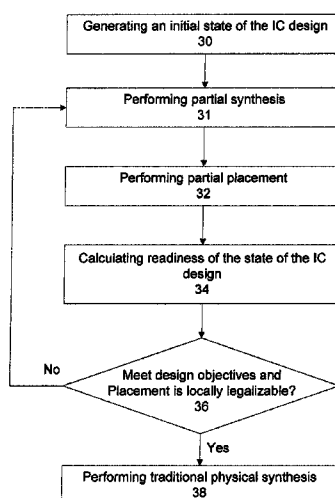 Generating an initial state of the IC design
30
Performing partial synthesis
31
Performing partial placement
32
Calculating readiness of the state of the IC
design
34
No
Meet design objectives and
Placement is locally legalizable?
36
Yes
Performing traditional physical synthesis
38